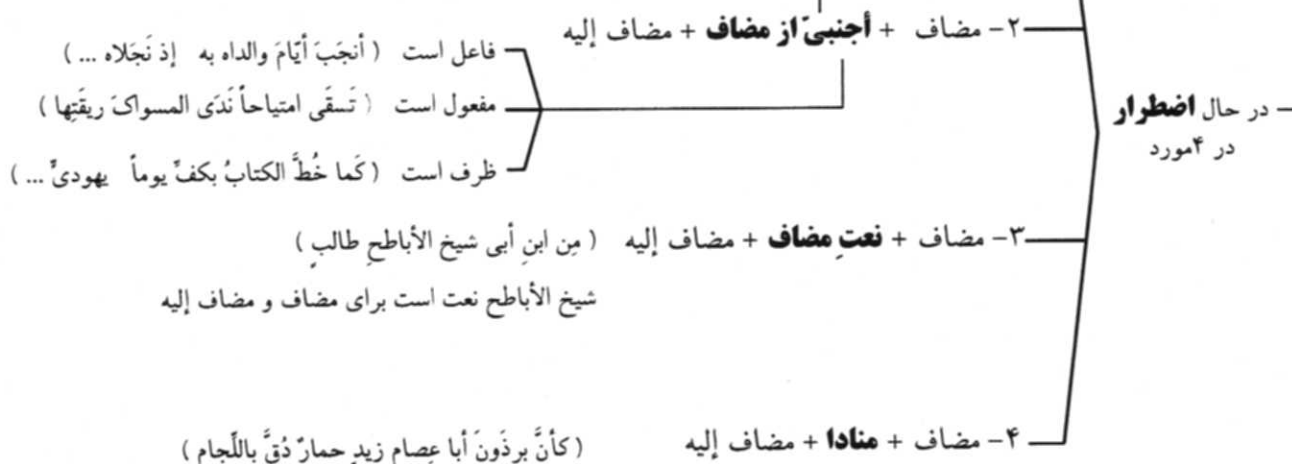 ۲- مضاف + أجنبیّ از مضاف + مضاف إلیه
فاعل است ( أنجَبَ أیّامَ والداه به إذ نَجَلاه ... )
مفعول است ( تَسقَی امتیاحاً نَدَی المسواکَ ریقَتِها )
ظرف است ( کَما خُطَّ الکتابُ بکفِّ یوماً یهودیٍّ ... )
– در حال اضطرار
در ۴مورد
۳- مضاف + نعتِ مضاف + مضاف إلیه ( مِن ابنِ أبی شیخِ الأباطحِ طالبٍ )
شیخ الأباطح نعت است برای مضاف و مضاف إلیه
۴- مضاف + منادا + مضاف إلیه ( کأنَّ برذَونَ أبا عِصامِ زیدٍ حمارٌ دُقَّ باللّجامِ )